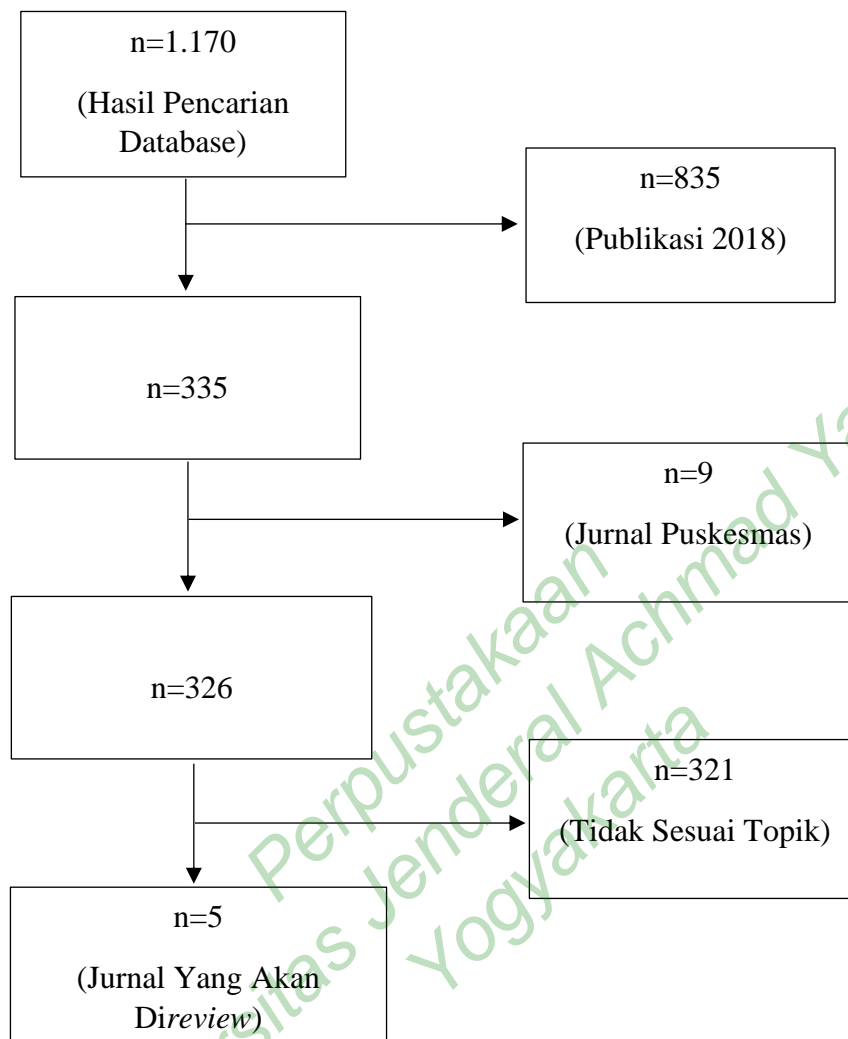 n=1.170
(Hasil Pencarian
Database)
n=835
(Publikasi 2018)
n=335
n=9
(Jurnal Puskesmas)
n=326
n=321
(Tidak Sesuai Topik)
n=5
(Jurnal Yang Akan
Direview)
Perpustakaan
Jenderal Achmad
Yogyakarta